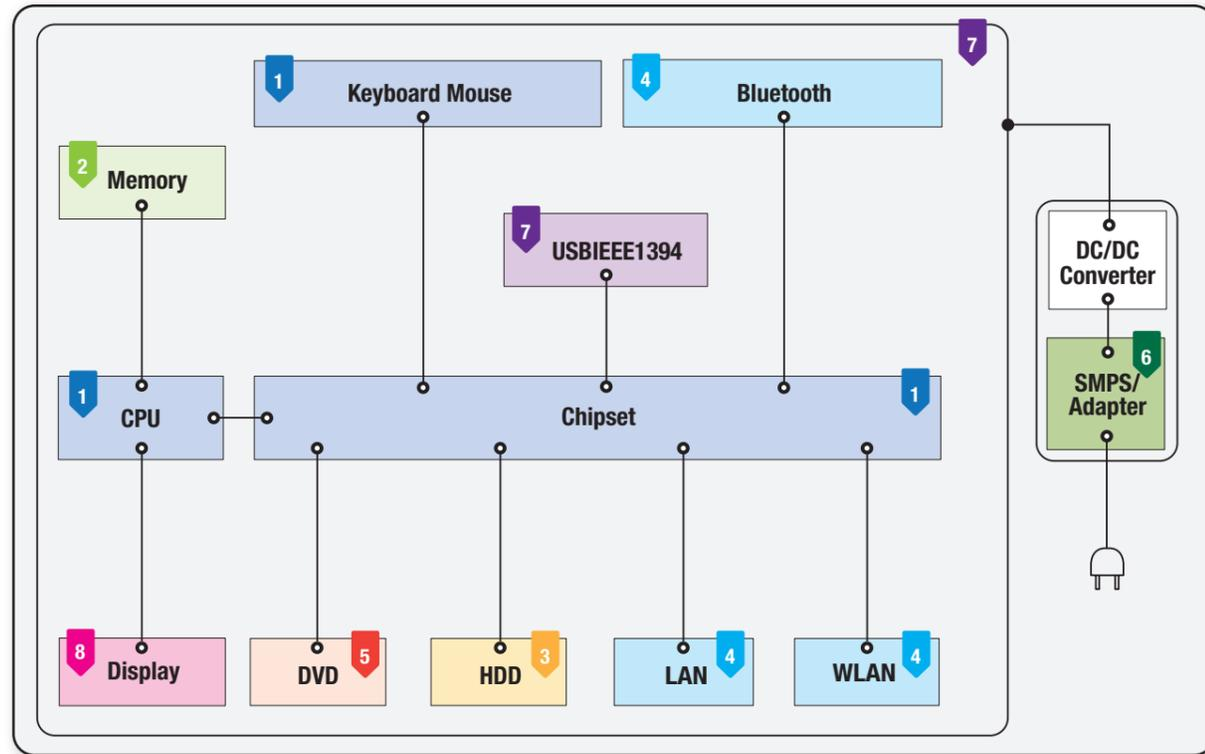 7
1
Keyboard Mouse
4
Bluetooth
2
Memory
7
USBIEEE1394
DC/DC
Converter
6
SMPS/
Adapter
1
CPU
Chipset
1
8
Display
DVD
5
HDD
3
LAN
4
WLAN
4